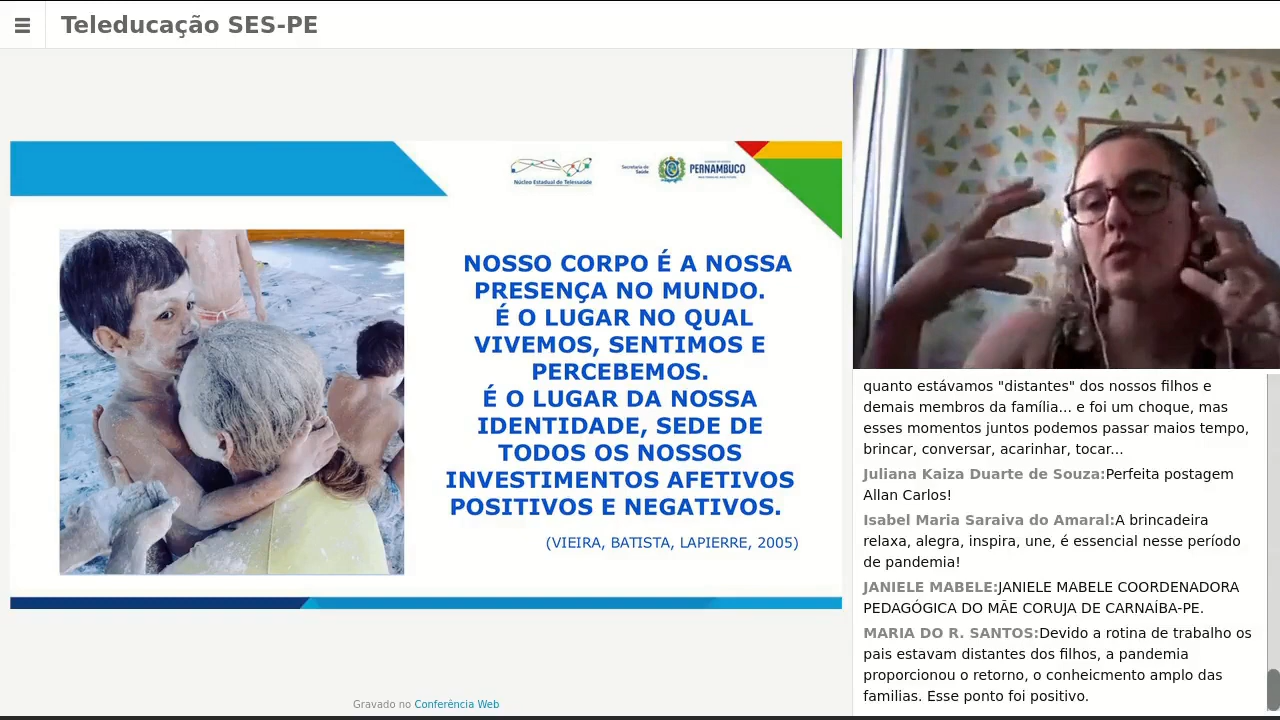 Teleducação SES-PE
Núcleo Estadual de Telessaúde
Secretaria de
Saúde
PERNAMBUCO
NOSSO CORPO É A NOSSA
PRESENÇA NO MUNDO.
É O LUGAR NO QUAL
VIVEMOS, SENTIMOS E
PERCEBEMOS.
É O LUGAR DA NOSSA
IDENTIDADE, SEDE DE
TODOS OS NOSSOS
INVESTIMENTOS AFETIVOS
POSITIVOS E NEGATIVOS.
(VIEIRA, BATISTA, LAPIERRE, 2005)
Gravado no Conferência Web
quanto estávamos "distantes" dos nossos filhos e
demais membros da família... e foi um choque, mas
esses momentos juntos podemos passar maios tempo,
brincar, conversar, acarinhar, tocar...
Juliana Kaiza Duarte de Souza:Perfeita postagem
Allan Carlos!
Isabel Maria Saraiva do Amaral:A brincadeira
relaxa, alegra, inspira, une, é essencial nesse período
de pandemia!
JANIELE MABELE:JANIELE MABELE COORDENADORA
PEDAGÓGICA DO MÃE CORUJA DE CARNAÍBA-PE.
MARIA DO R. SANTOS:Devido a rotina de trabalho os
pais estavam distantes dos filhos, a pandemia
proporcionou o retorno, o conheicmento amplo das
familias. Esse ponto foi positivo.